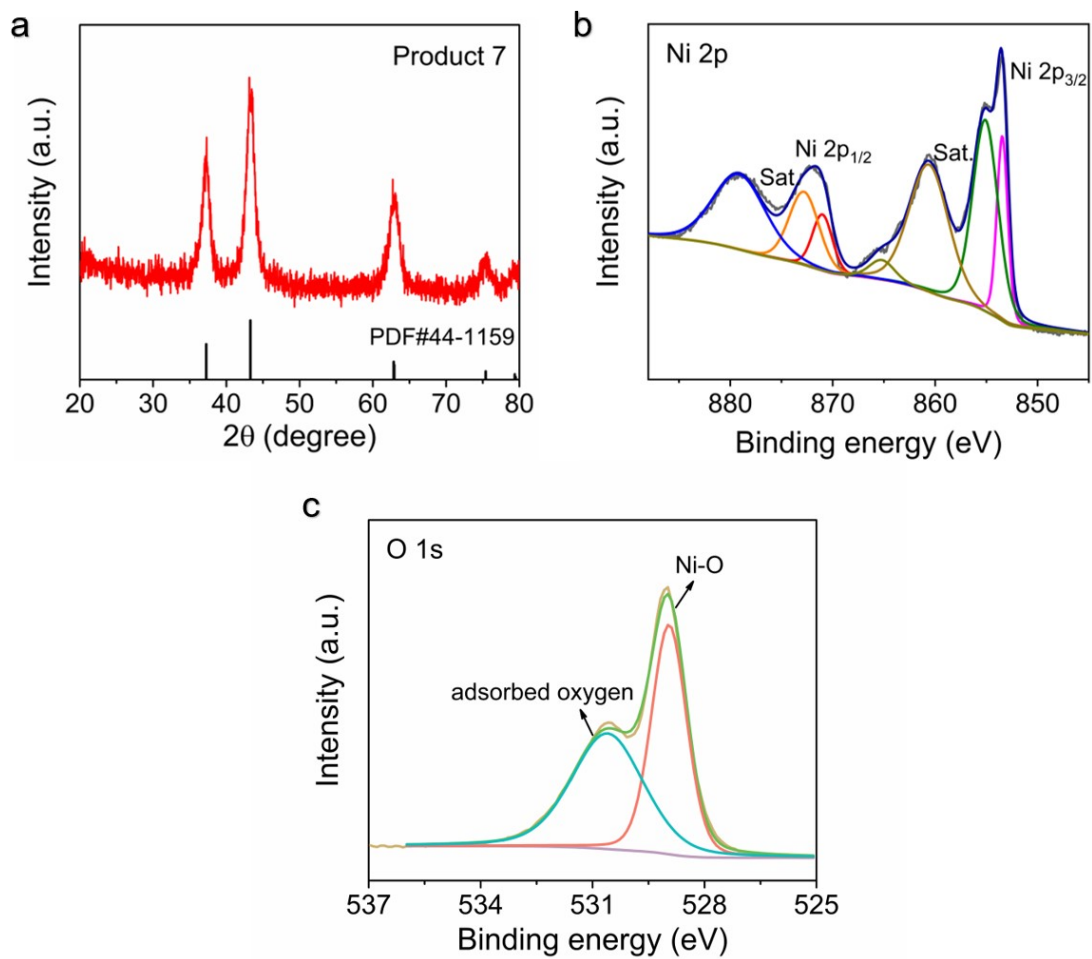 a
Product 7
Intensity (a.u.)
PDF#44-1159
20 30 40 50 60 70 80
2θ (degree)
b
Ni 2p
Ni 2p3/2
Ni 2p1/2
Sat.
Sat.
Intensity (a.u.)
880 870 860 850
Binding energy (eV)
c
O 1s
Ni-O
adsorbed oxygen
Intensity (a.u.)
537 534 531 528 525
Binding energy (eV)